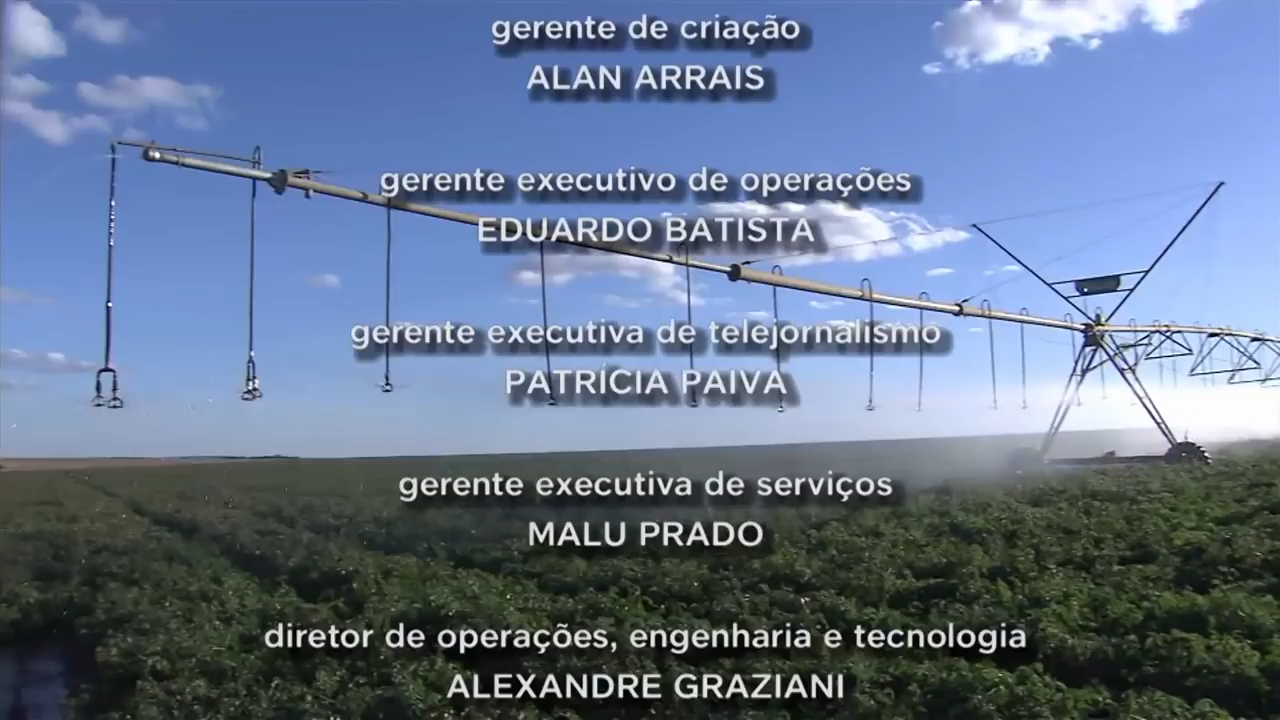 gerente de criação
ALAN ARRAIS
gerente executivo de operações
EDUARDO BATISTA
gerente executiva de telejornalismo
PATRÍCIA PAIVA
gerente executiva de serviços
MALU PRADO
diretor de operações, engenharia e tecnologia
ALEXANDRE GRAZIANI